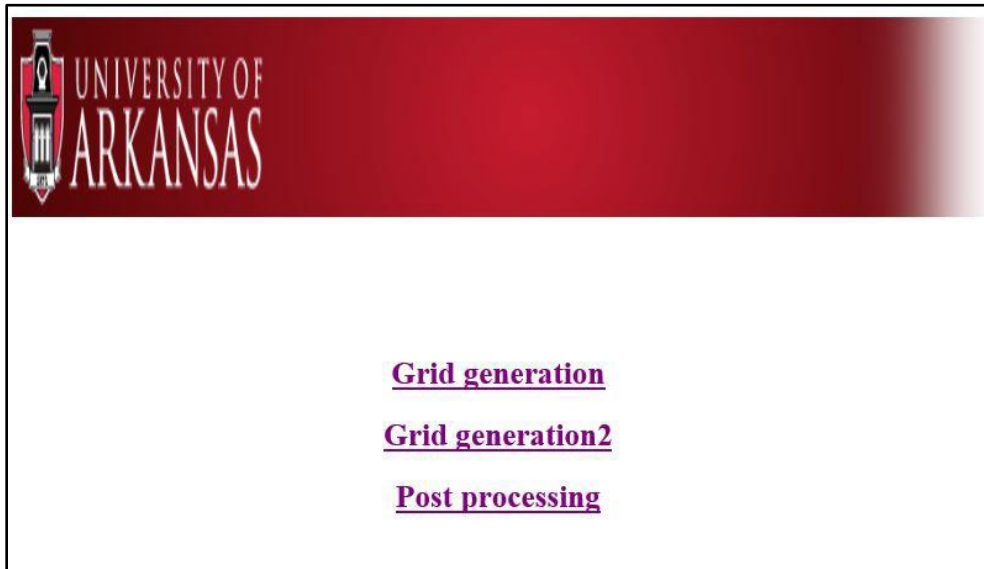 UNIVERSITY OF
ARKANSAS
Grid generation
Grid generation2
Post processing